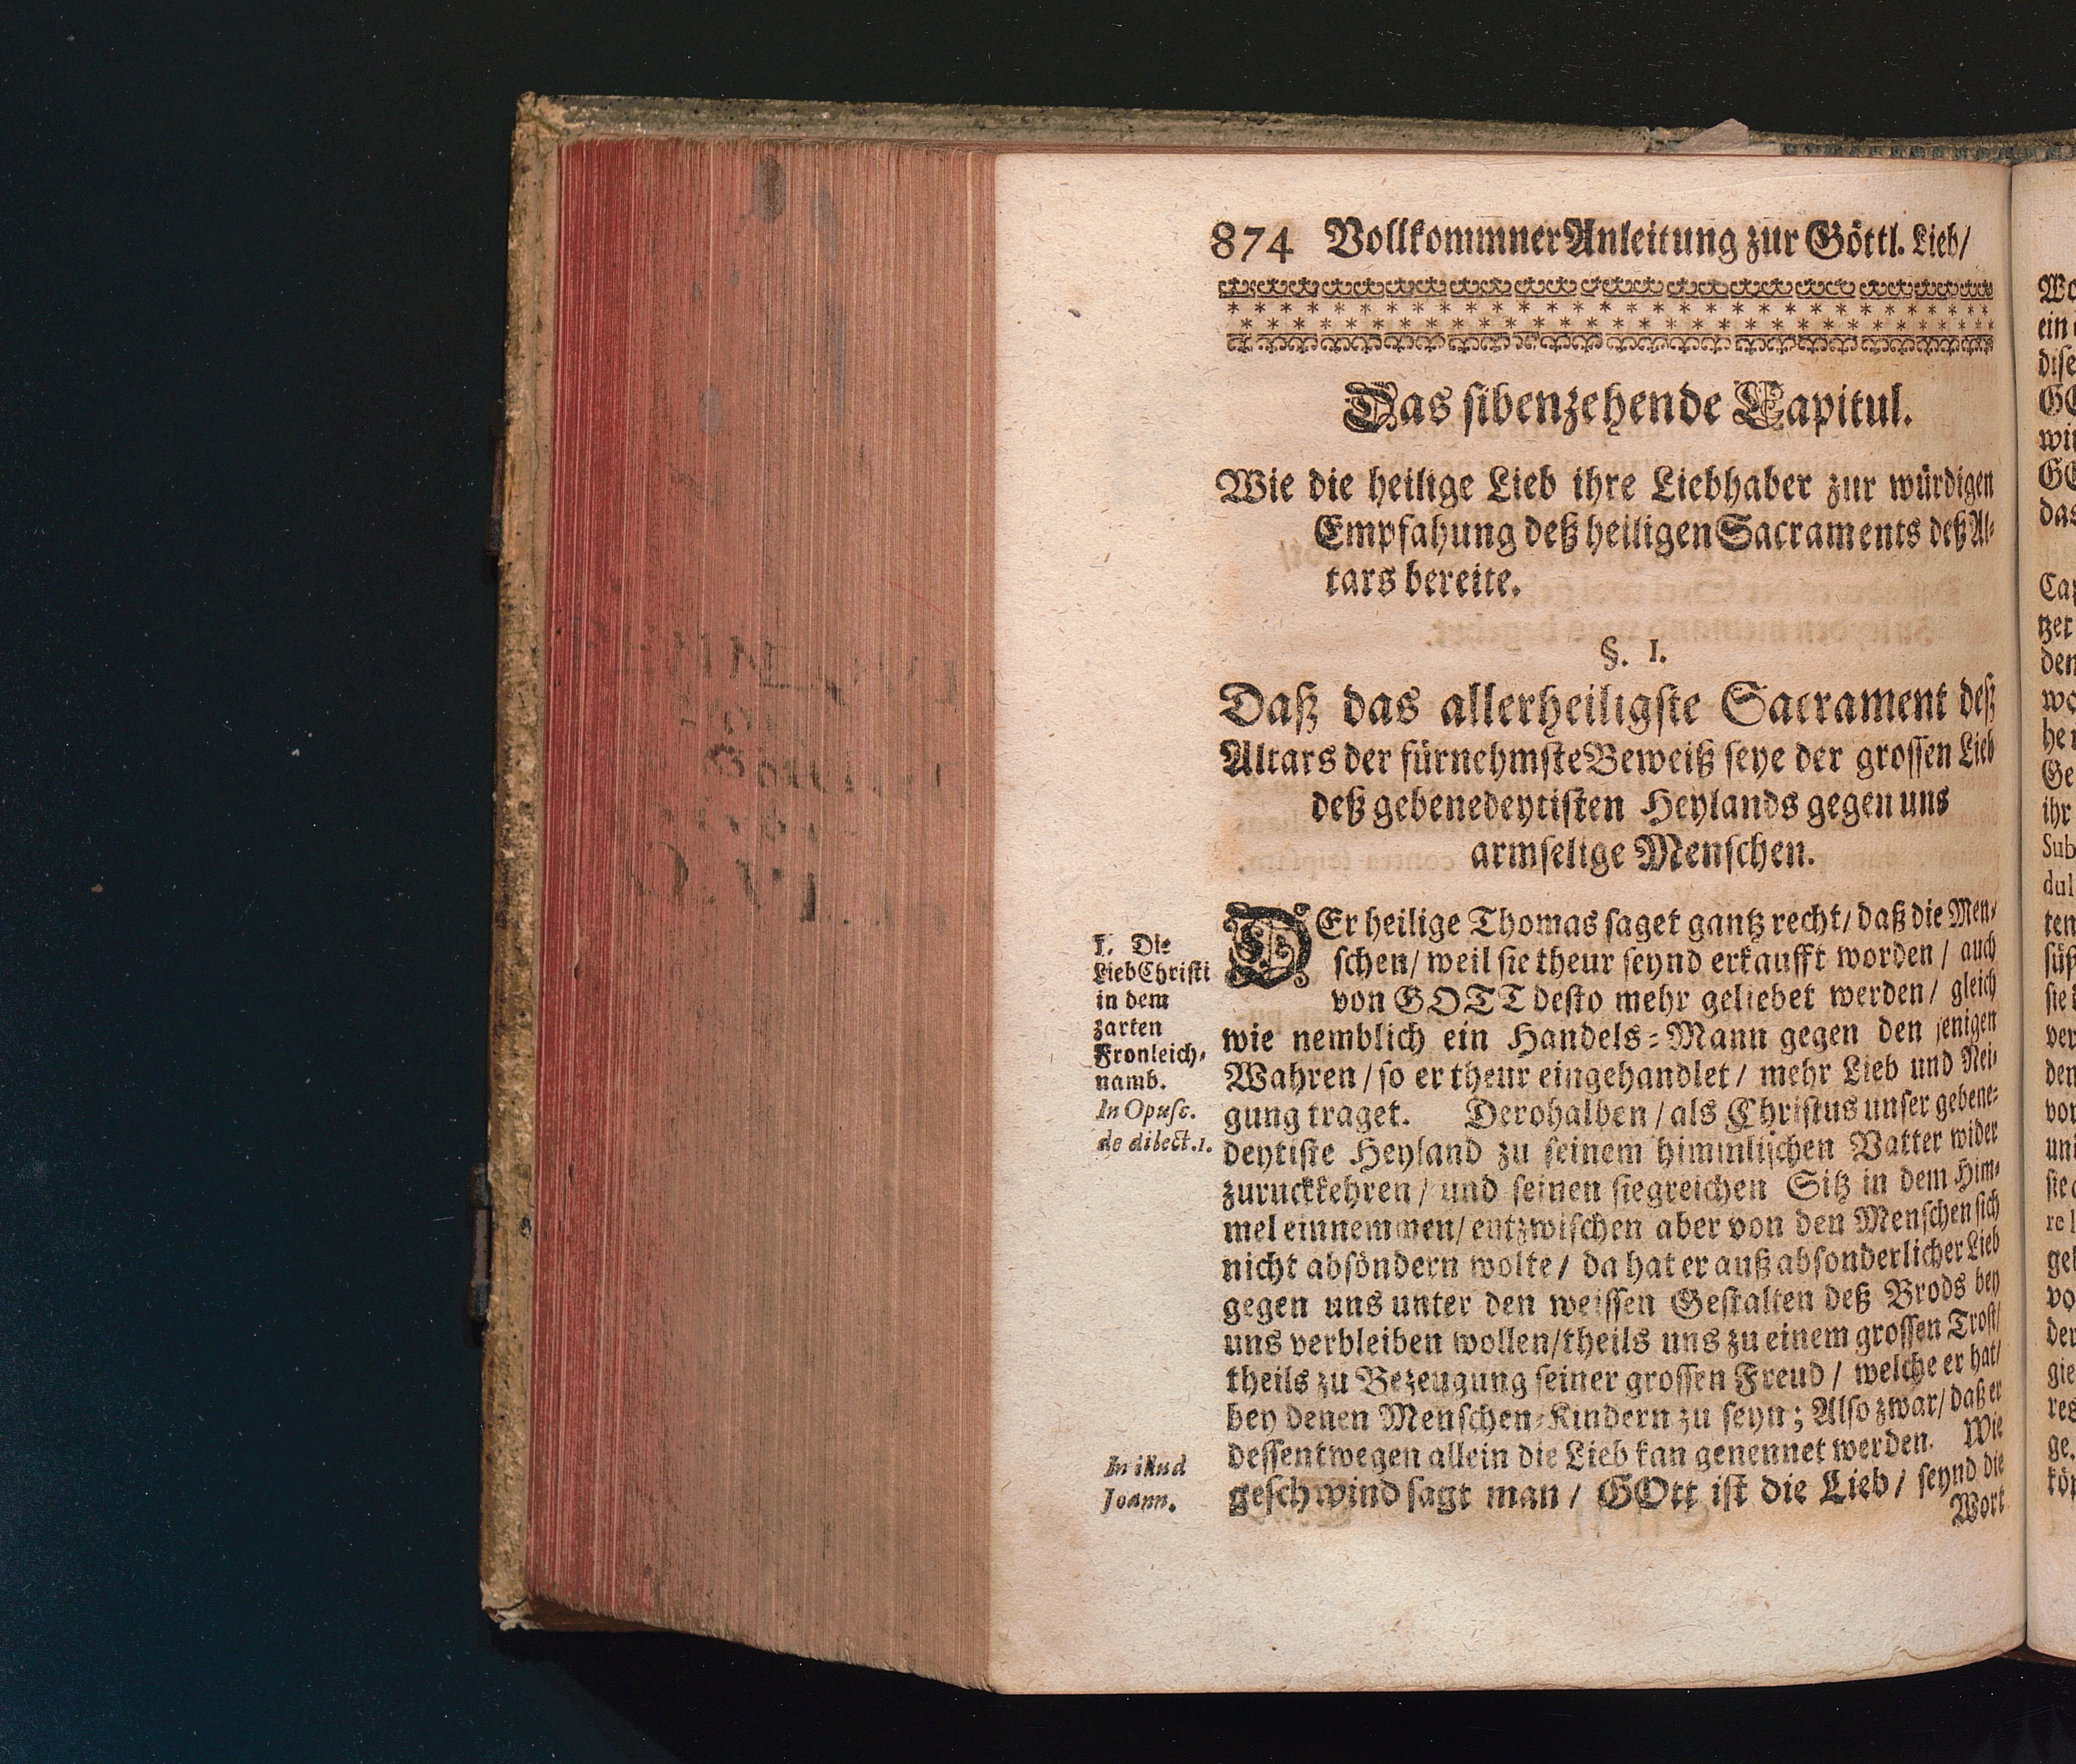 874 Vollkommner Anleitung zur Göttl. Lieb/
Das sibenzehende Capitul.
Wie die heilige Lieb ihre Liebhaber zur würdigen
Empfahung deß heiligen Sacraments deß Al-
tars bereite.
§. 1.
Daß das allerheiligste Sacrament deß
Altars der fürnehmste Beweiß seye der grossen Lieb
deß gebenedeytisten Heylands gegen uns
armselige Menschen.
1. Die
Lieb Christi
in dem
zarten
Fronleich-
namb.
In Opusc.
de dilect. 1.
DEr heilige Thomas saget gantz recht/ daß die Men-
schen/ weil sie theur seynd erkaufft worden/ auch
von GOTT desto mehr geliebet werden/ gleich
wie nemblich ein Handels-Mann gegen den jenigen
Wahren/ so er theur eingehandlet/ mehr Lieb und Nei-
gung traget. Derohalben/ als Christus unser gebene-
deytiste Heyland zu seinem himmlischen Vatter wider
zuruckkehren/ und seinen siegreichen Sitz in dem Him-
mel einnemmen/ entzwischen aber von den Menschen sich
nicht absöndern wolte/ da hat er auß absonderlicher Lieb
gegen uns unter den weissen Gestalten deß Brods bey
uns verbleiben wollen/ theils uns zu einem grossen Trost/
theils zu Bezeugung seiner grossen Freud/ welche er hat/
bey denen Menschen-Kindern zu seyn; Also zwar/ daß er
dessentwegen allein die Lieb kan genennet werden. Wie
geschwind sagt man/ GOtt ist die Lieb/ seynd die
In illud
Joann.
Wort